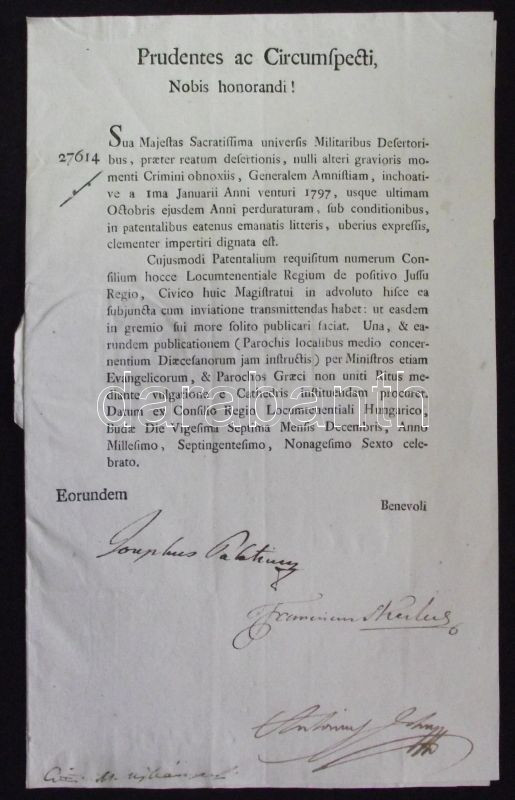 Prudentes ac Circumſpecti,
Nobis honorandi!
27614
Sua Majeſtas Sacratiſſima univerſis Militaribus Deſertori-
bus, præter reatum deſertionis, nulli alteri gravioris mo-
menti Crimini obnoxiis, Generalem Amniſtiam, inchoati-
ve a 1ma Januarii Anni venturi 1797, usque ultimam
Octobris ejusdem Anni perduraturam, ſub conditionibus,
in patentalibus eatenus emanatis litteris, uberius expreſſis,
clementer impertiri dignata eſt.
Cujusmodi Patentalium requiſitum numerum Con-
ſilium hocce Locumtenentiale Regium de poſitivo Juſſu
Regio, Civico huic Magiſtratui in advoluto hiſce ea
ſubjuncta cum inviatione transmittendas habet: ut easdem
in gremio ſui more ſolito publicari faciat. Una, & ea-
rundem publicationem (Parochis localibus medio concer-
nentium Diæceſanorum jam inſtructis) per Miniſtros etiam
Evangelicorum, & Parochos Græci non uniti Ritus me-
diante vulgatione e Cathedris inſtituendam procuret.
Datum ex Conſilio Regio Locumtenentiali Hungarico,
Budæ Die Vigeſima Septima Menſis Decembris, Anno
Milleſimo, Septingenteſimo, Nonageſimo Sexto cele-
brato.
Eorundem
Benevoli
Josephus Palatinus
Franciscus
Antonius
darabanth